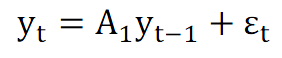 yₜ = A₁yₜ₋₁ + εₜ